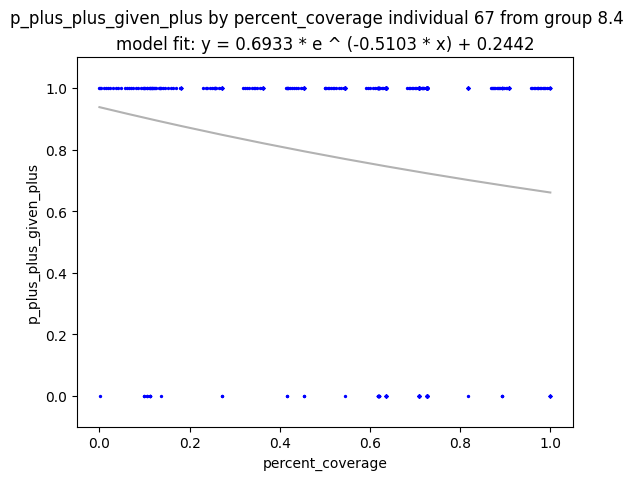 p_plus_plus_given_plus by percent_coverage individual 67 from group 8.4
model fit: y = 0.6933 * e ^ (-0.5103 * x) + 0.2442
1.0
0.8
0.6
0.4
0.2
0.0
p_plus_plus_given_plus
0.0 0.2 0.4 0.6 0.8 1.0
percent_coverage